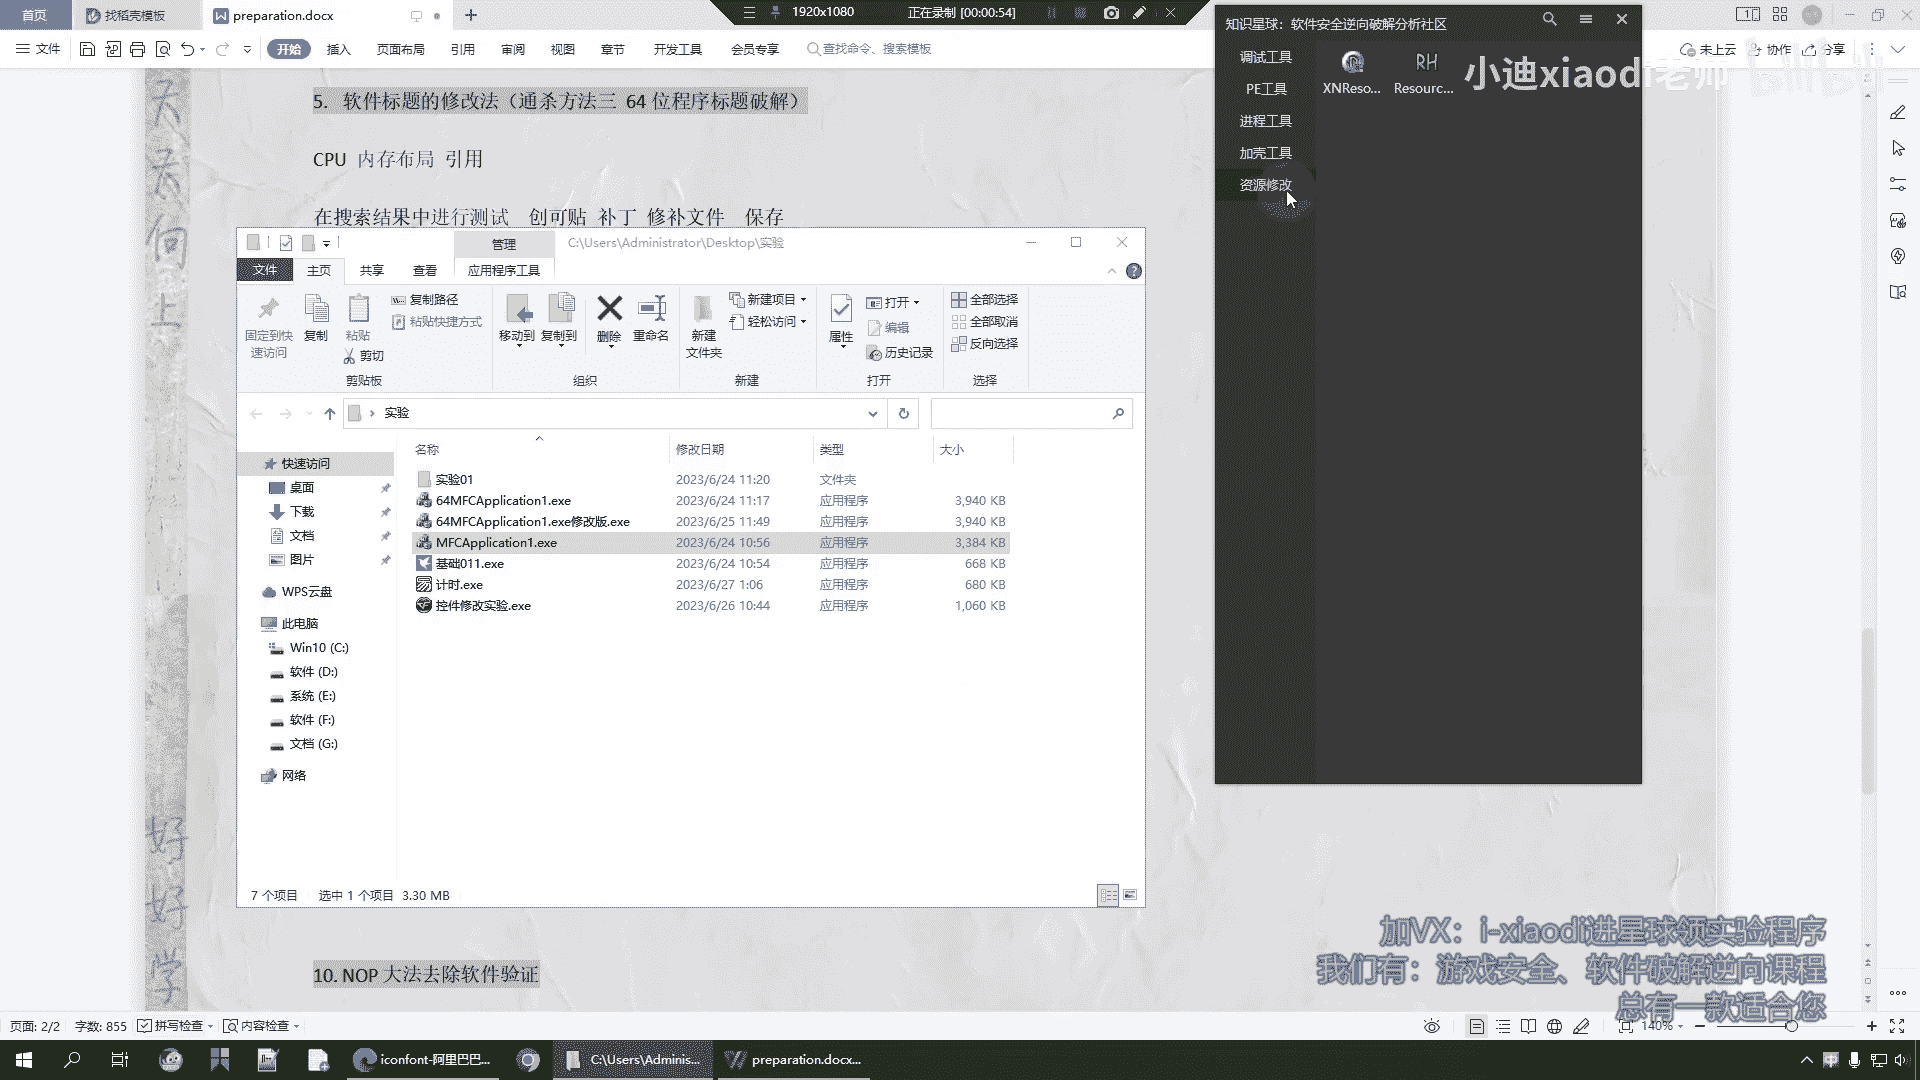 首页
找稻壳模板
preparation.docx
1920x1080
正在录制 [00:00:54]
文件
开始
插入
页面布局
引用
审阅
视图
章节
开发工具
会员专享
查找命令、搜索模板
未上云
协作
分享
知识星球：软件安全逆向破解分析社区
调试工具
PE工具
进程工具
加壳工具
资源修改
XNReso...
Resourc...
小迪xiaodi老师
5. 软件标题的修改法（通杀方法三 64 位程序标题破解）
CPU 内存布局 引用
在搜索结果中进行测试 创可贴 补丁 修补文件 保存
管理
C:\Users\Administrator\Desktop\实验
文件
主页
共享
查看
应用程序工具
固定到快速访问
复制
粘贴
复制路径
粘贴快捷方式
剪切
剪贴板
移动到
复制到
删除
重命名
组织
新建文件夹
新建项目
轻松访问
新建
属性
打开
编辑
历史记录
打开
全部选择
全部取消
反向选择
选择
实验
快速访问
桌面
下载
文档
图片
WPS云盘
此电脑
Win10 (C:)
软件 (D:)
系统 (E:)
软件 (F:)
文档 (G:)
网络
名称 修改日期 类型 大小
实验01 2023/6/24 11:20 文件夹
64MFCApplication1.exe 2023/6/24 11:17 应用程序 3,940 KB
64MFCApplication1.exe修改版.exe 2023/6/25 11:49 应用程序 3,940 KB
MFCApplication1.exe 2023/6/24 10:56 应用程序 3,384 KB
基础011.exe 2023/6/24 10:54 应用程序 668 KB
计时.exe 2023/6/27 1:06 应用程序 680 KB
控件修改实验.exe 2023/6/26 10:44 应用程序 1,060 KB
7 个项目 选中 1 个项目 3.30 MB
10. NOP 大法去除软件验证
加VX：i-xiaodi进星球领实验程序
我们有：游戏安全、软件破解逆向课程
总有一款适合您
页面: 2/2
字数: 855
拼写检查
内容检查
140%
iconfont-阿里巴巴...
C:\Users\Adminis...
preparation.docx...